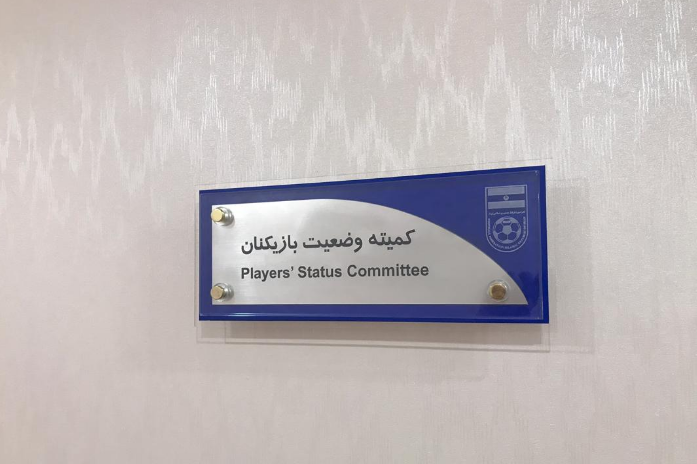 کمیته وضعیت بازیکنان
Players' Status Committee